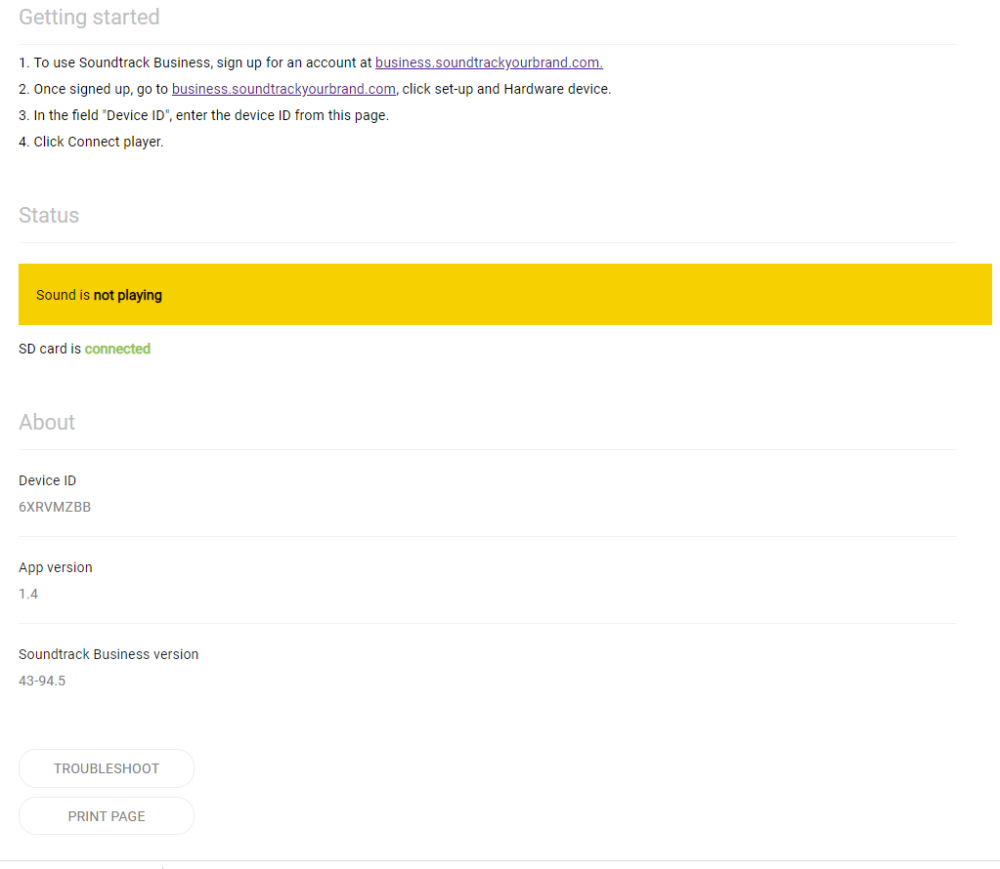 Getting started
1. To use Soundtrack Business, sign up for an account at business.soundtrackyourbrand.com.
2. Once signed up, go to business.soundtrackyourbrand.com, click set-up and Hardware device.
3. In the field "Device ID", enter the device ID from this page.
4. Click Connect player.
Status
Sound is not playing
SD card is connected
About
Device ID
6XRVMZBB
App version
1.4
Soundtrack Business version
43-94.5
TROUBLESHOOT
PRINT PAGE